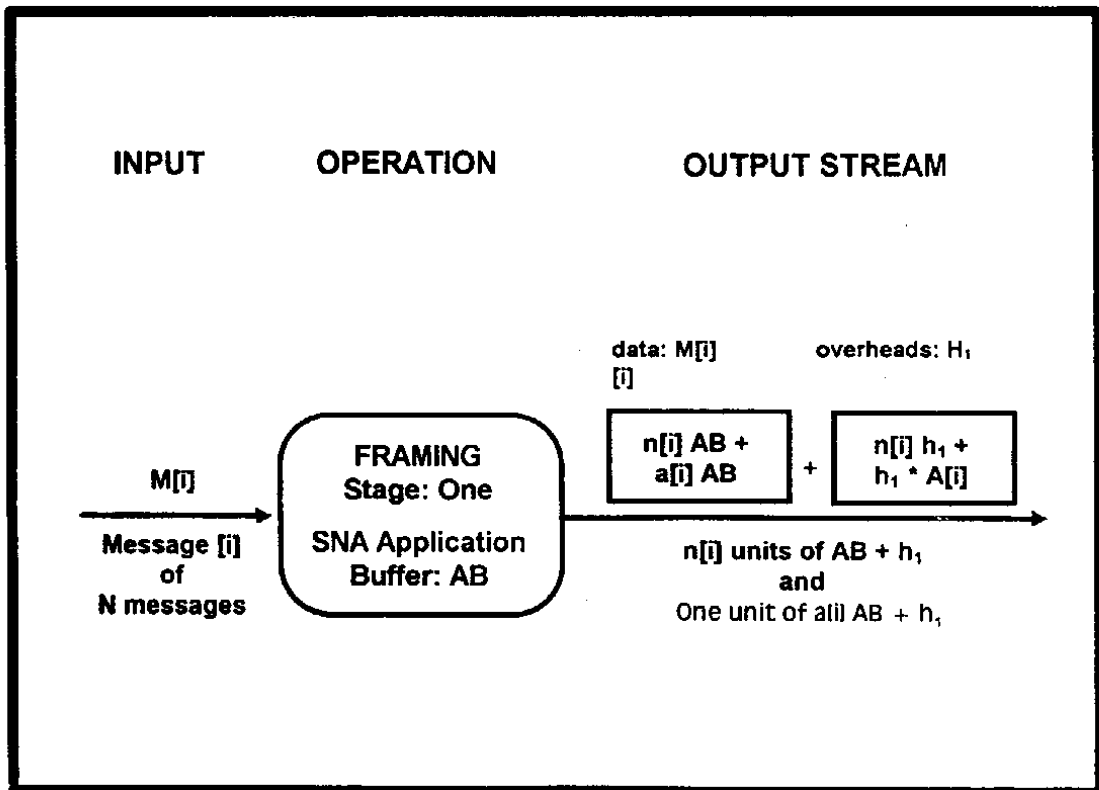 INPUT
OPERATION
OUTPUT STREAM
data: M[i]
[i]
overheads: H₁
n[i] AB +
a[i] AB
+
n[i] h₁ +
h₁ * A[i]
M[i]
Message [i]
of
N messages
FRAMING
Stage: One
SNA Application
Buffer: AB
n[i] units of AB + h₁
and
One unit of a[i] AB + h₁